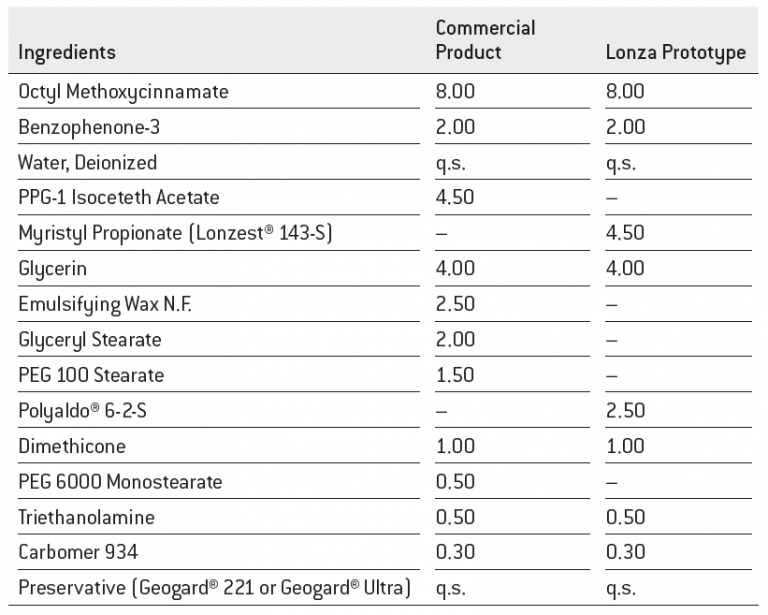 Ingredients Commercial Product Lonza Prototype
Octyl Methoxycinnamate 8.00 8.00
Benzophenone-3 2.00 2.00
Water, Deionized q.s. q.s.
PPG-1 Isoceteth Acetate 4.50 –
Myristyl Propionate (Lonzest® 143-S) – 4.50
Glycerin 4.00 4.00
Emulsifying Wax N.F. 2.50 –
Glyceryl Stearate 2.00 –
PEG 100 Stearate 1.50 –
Polyaldo® 6-2-S – 2.50
Dimethicone 1.00 1.00
PEG 6000 Monostearate 0.50 –
Triethanolamine 0.50 0.50
Carbomer 934 0.30 0.30
Preservative (Geogard® 221 or Geogard® Ultra) q.s. q.s.